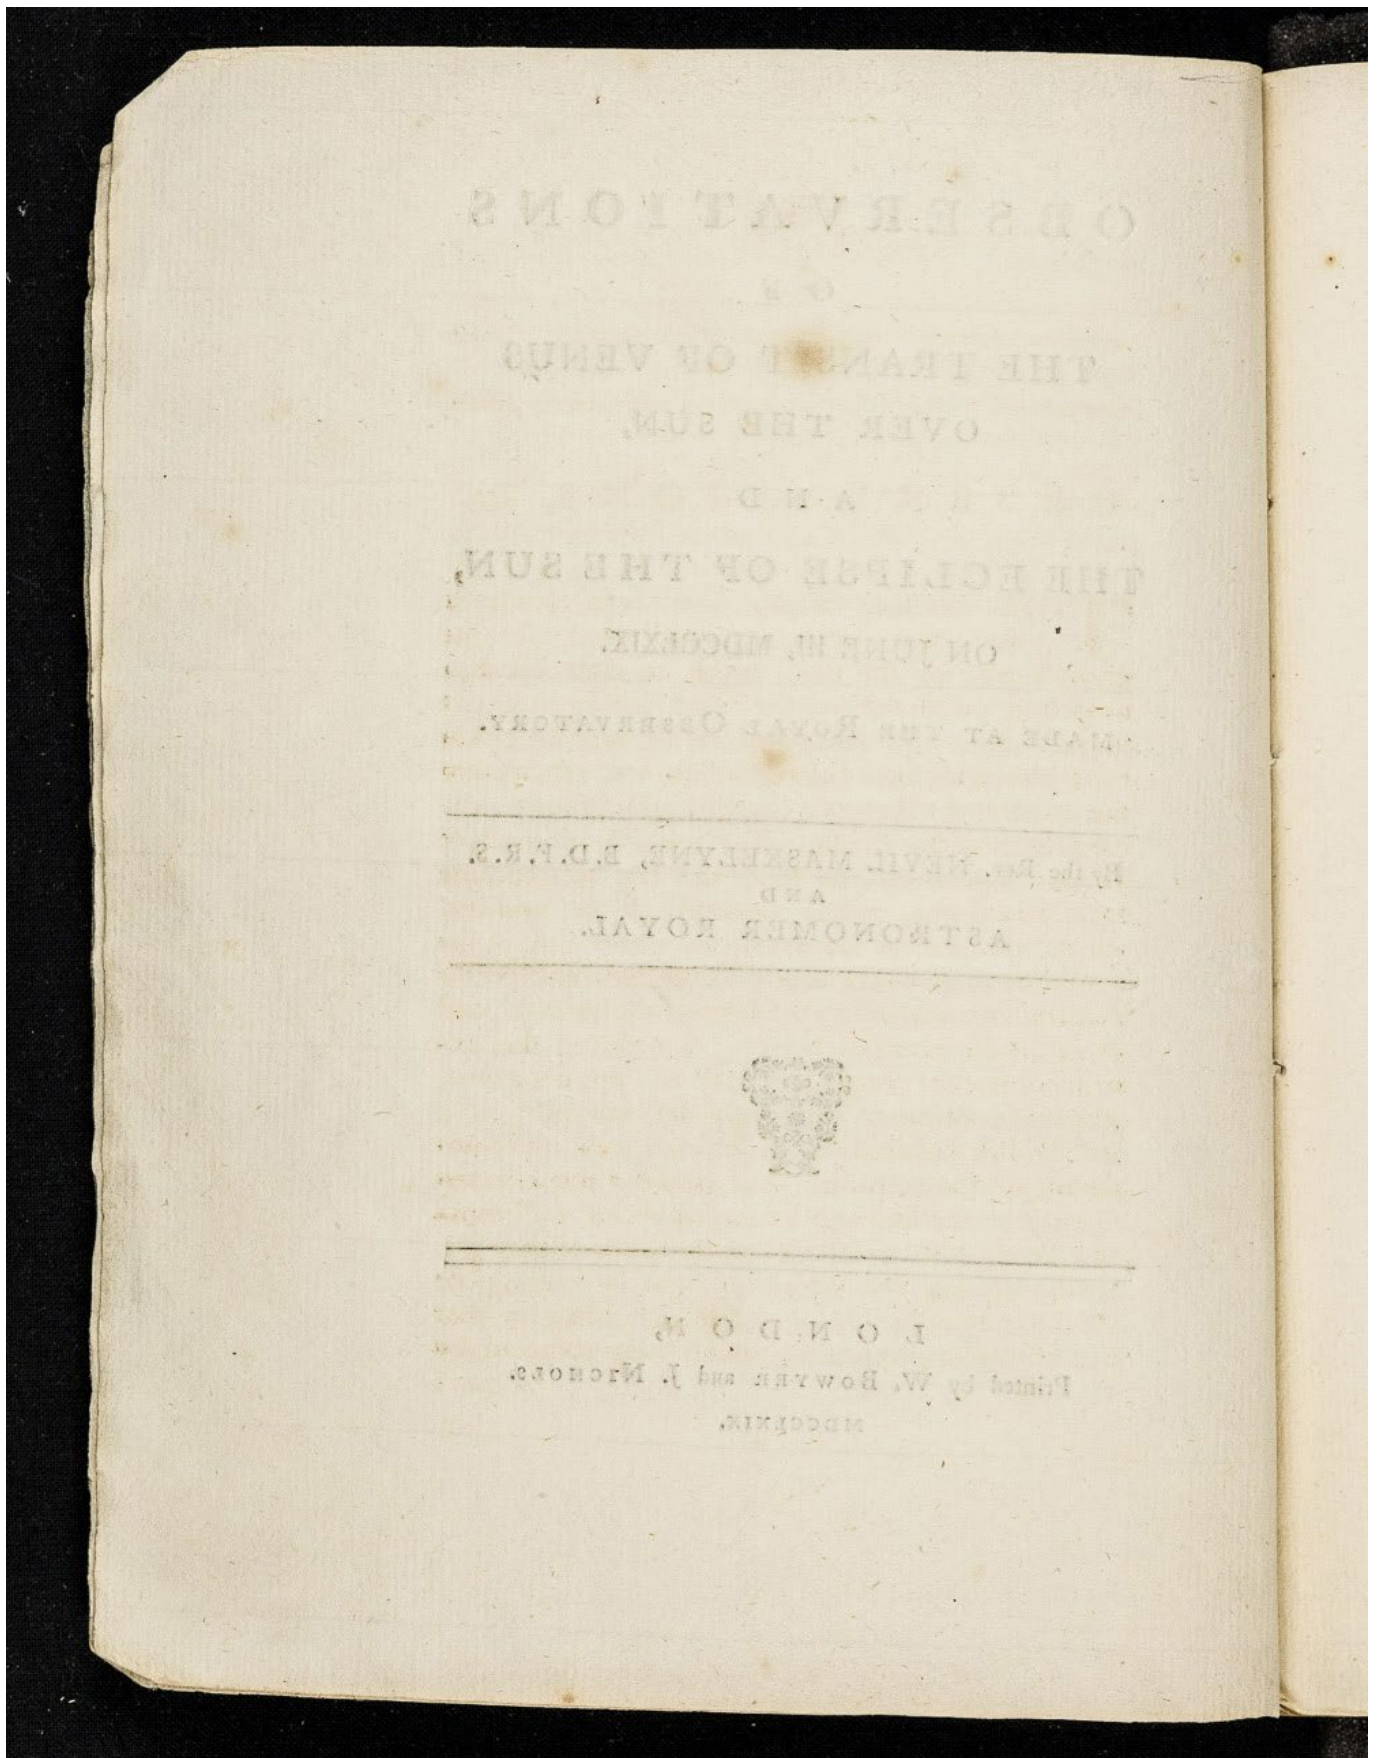 OBSERVATIONS
ON
THE TRANSIT OF VENUS
OVER THE SUN,
AND
THE ECLIPSE OF THE SUN,
ON JUNE III, MDCCLXIX.
MADE AT THE ROYAL OBSERVATORY.
By the Rev. NEVIL MASKELYNE, B.D.F.R.S.
AND
ASTRONOMER ROYAL.
LONDON,
Printed by W. BOWYER and J. NICHOLS.
MDCCLXIX.